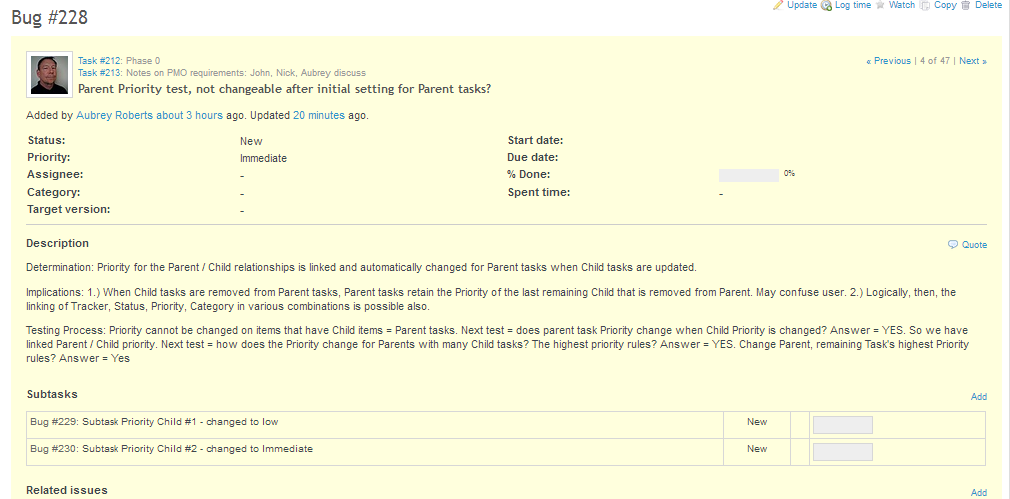 Update Log time Watch Copy Delete
Bug #228
Task #212: Phase 0
« Previous | 4 of 47 | Next »
Task #213: Notes on PMO requirements: John, Nick, Aubrey discuss
Parent Priority test, not changeable after initial setting for Parent tasks?
Added by Aubrey Roberts about 3 hours ago. Updated 20 minutes ago.
Status: New Start date:
Priority: Immediate Due date:
Assignee: - % Done: 0%
Category: - Spent time: -
Target version: -
Description Quote
Determination: Priority for the Parent / Child relationships is linked and automatically changed for Parent tasks when Child tasks are updated.
Implications: 1.) When Child tasks are removed from Parent tasks, Parent tasks retain the Priority of the last remaining Child that is removed from Parent. May confuse user. 2.) Logically, then, the
linking of Tracker, Status, Priority, Category in various combinations is possible also.
Testing Process: Priority cannot be changed on items that have Child items = Parent tasks. Next test = does parent task Priority change when Child Priority is changed? Answer = YES. So we have
linked Parent / Child priority. Next test = how does the Priority change for Parents with many Child tasks? The highest priority rules? Answer = YES. Change Parent, remaining Task's highest Priority
rules? Answer = Yes
Subtasks Add
Bug #229: Subtask Priority Child #1 - changed to low New
Bug #230: Subtask Priority Child #2 - changed to Immediate New
Related issues Add